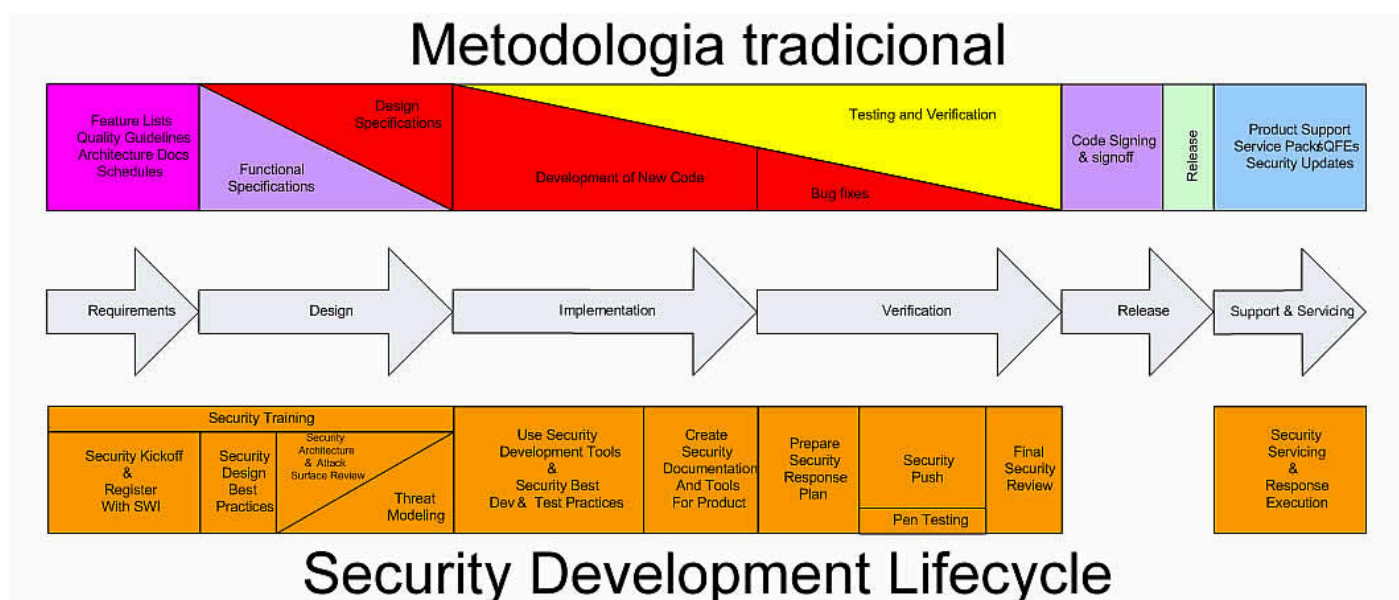 Metodologia tradicional
Feature Lists
Quality Guidelines
Architecture Docs
Schedules
Functional
Specifications
Design
Specifications
Development of New Code
Bug fixes
Testing and Verification
Code Signing
& signoff
Release
Product Support
Service Packs/QFEs
Security Updates
Requirements
Design
Implementation
Verification
Release
Support & Servicing
Security Training
Security Kickoff
&
Register
With SWI
Security
Design
Best
Practices
Security
Architecture
& Attack
Surface Review
Threat
Modeling
Use Security
Development Tools
&
Security Best
Dev & Test Practices
Create
Security
Documentation
And Tools
For Product
Prepare
Security
Response
Plan
Security
Push
Pen Testing
Final
Security
Review
Security
Servicing
&
Response
Execution
Security Development Lifecycle